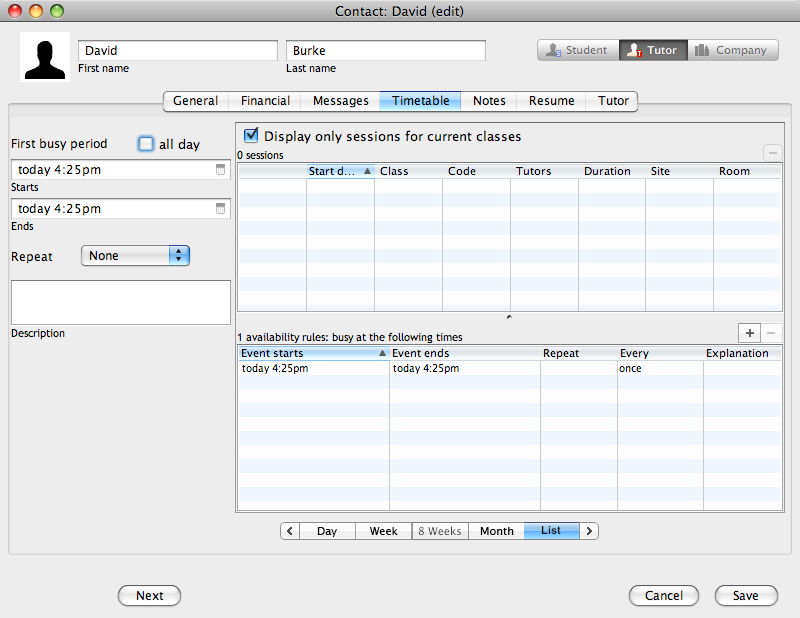 Contact: David (edit)
David
Burke
First name
Last name
Student
Tutor
Company
General
Financial
Messages
Timetable
Notes
Resume
Tutor
First busy period
all day
today 4:25pm
Starts
today 4:25pm
Ends
Repeat
None
Description
Display only sessions for current classes
0 sessions
Start d...
Class
Code
Tutors
Duration
Site
Room
1 availability rules: busy at the following times
Event starts
Event ends
Repeat
Every
Explanation
today 4:25pm
today 4:25pm
once
Day
Week
8 Weeks
Month
List
Next
Cancel
Save